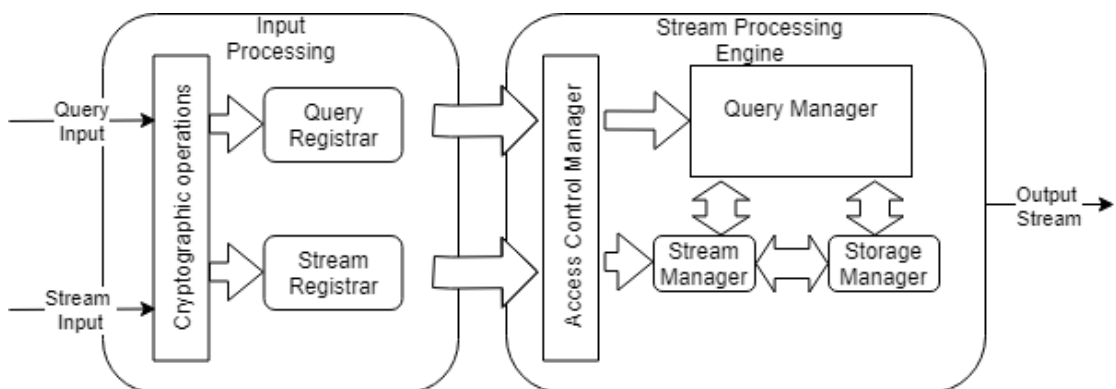 Input
Processing
Query
Input
Stream
Input
Cryptographic operations
Query
Registrar
Stream
Registrar
Stream Processing
Engine
Access Control Manager
Query Manager
Stream
Manager
Storage
Manager
Output
Stream